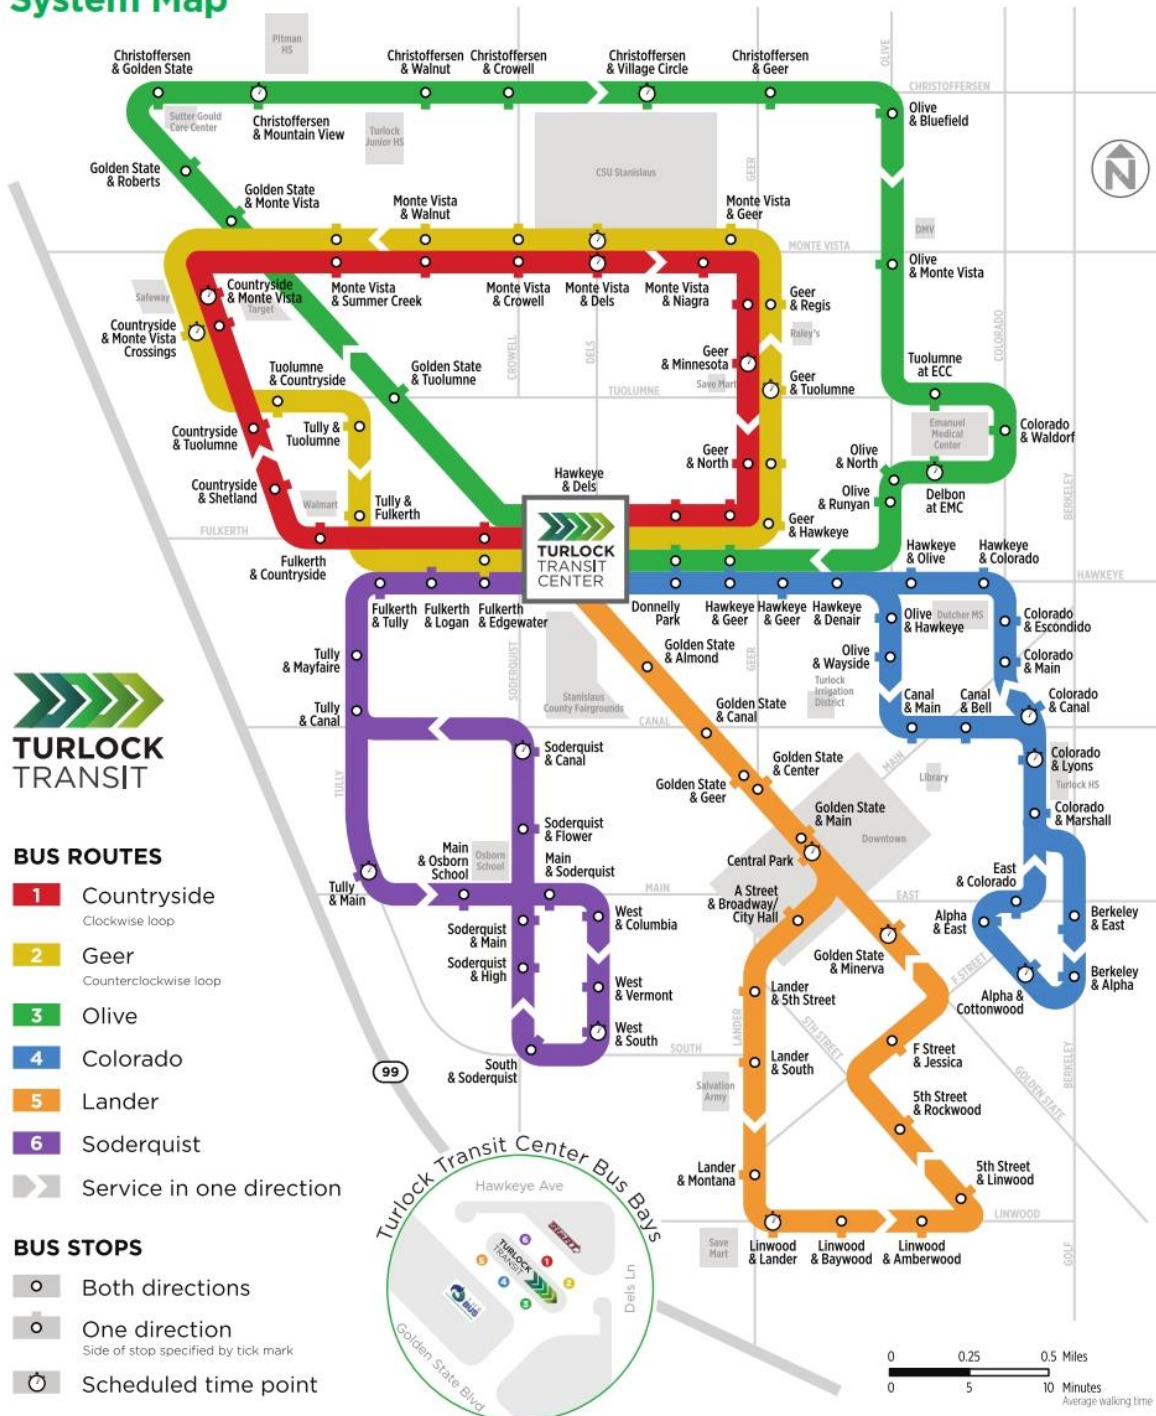 System Map
Pitman
HS
Christoffersen
& Golden State
Christoffersen
& Walnut
Christoffersen
& Crowell
Christoffersen
& Village Circle
Christoffersen
& Geer
OLIVE
CHRISTOFFERSEN
Sutter Gould
Care Center
Christoffersen
& Mountain View
Turlock
Junior HS
Olive
& Bluefield
CSU Stanislaus
GEER
N
Golden State
& Roberts
Golden State
& Monte Vista
Monte Vista
& Walnut
Monte Vista
& Geer
DMV
MONTE VISTA
Olive
& Monte Vista
Safeway
Countryside
& Monte Vista
Target
Monte Vista
& Summer Creek
Monte Vista
& Crowell
Monte Vista
& Dels
Monte Vista
& Niagra
Geer
& Regis
Countryside
& Monte Vista
Crossings
Raley's
COLORADO
CROWELL
DELS
Geer
& Minnesota
Tuolumne
& Countryside
Golden State
& Tuolumne
TUOLUMNE
Save Mart
Geer
& Tuolumne
Tuolumne
at ECC
Countryside
& Tuolumne
Tully &
Tuolumne
Emanuel
Medical
Center
Colorado
& Waldorf
Geer
& North
Olive
& North
Countryside
& Shetland
Walmart
Tully &
Fulkerth
Hawkeye
& Dels
Olive
& Runyan
Delbon
at EMC
BERKELEY
FULKERTH
Geer
& Hawkeye
TURLOCK
TRANSIT
CENTER
Fulkerth
& Countryside
Hawkeye
& Olive
Hawkeye
& Colorado
HAWKEYE
Fulkerth
& Tully
Fulkerth
& Logan
Fulkerth
& Edgewater
Donnelly
Park
Hawkeye
& Geer
Hawkeye
& Geer
Hawkeye
& Denair
Olive
& Hawkeye
Dutcher MS
Colorado
& Escondido
Tully
& Mayfaire
SODERQUIST
Golden State
& Almond
GEER
Olive
& Wayside
Colorado
& Main
Turlock
Irrigation
District
Stanislaus
County Fairgrounds
Tully
& Canal
Golden State
& Canal
CANAL
Canal
& Main
Canal
& Bell
Colorado
& Canal
TURLOCK
TRANSIT
Soderquist
& Canal
Golden State
& Center
MAIN
Colorado
& Lyons
Turlock HS
Library
TULLY
Golden State
& Geer
Golden State
& Main
Colorado
& Marshall
Soderquist
& Flower
Downtown
Main
& Osborn
School
Osborn
School
Main
& Soderquist
Central Park
East
& Colorado
BUS ROUTES
1 Countryside
Clockwise loop
Tully
& Main
MAIN
A Street
& Broadway/
City Hall
EAST
Alpha
& East
Berkeley
& East
Soderquist
& Main
West
& Columbia
2 Geer
Counterclockwise loop
Soderquist
& High
Golden State
& Minerva
F STREET
Berkeley
& Alpha
West
& Vermont
Lander
& 5th Street
Alpha &
Cottonwood
3 Olive
West
& South
LANDER
5TH STREET
4 Colorado
South
& Soderquist
SOUTH
Lander
& South
F Street
& Jessica
99
GOLDEN STATE
BERKELEY
5 Lander
Salvation
Army
5th Street
& Rockwood
6 Soderquist
Service in one direction
Turlock Transit Center Bus Bays
Lander
& Montana
5th Street
& Linwood
Hawkeye Ave
LINWOOD
BUS STOPS
Save
Mart
Linwood
& Lander
Linwood
& Baywood
Linwood
& Amberwood
GOLF
Both directions
6
START
TURLOCK
TRANSIT
5
1
4
2
3
BUS
Dels Ln
One direction
Side of stop specified by tick mark
Golden State Blvd
Scheduled time point
0 0.25 0.5 Miles
0 5 10 Minutes
Average walking time